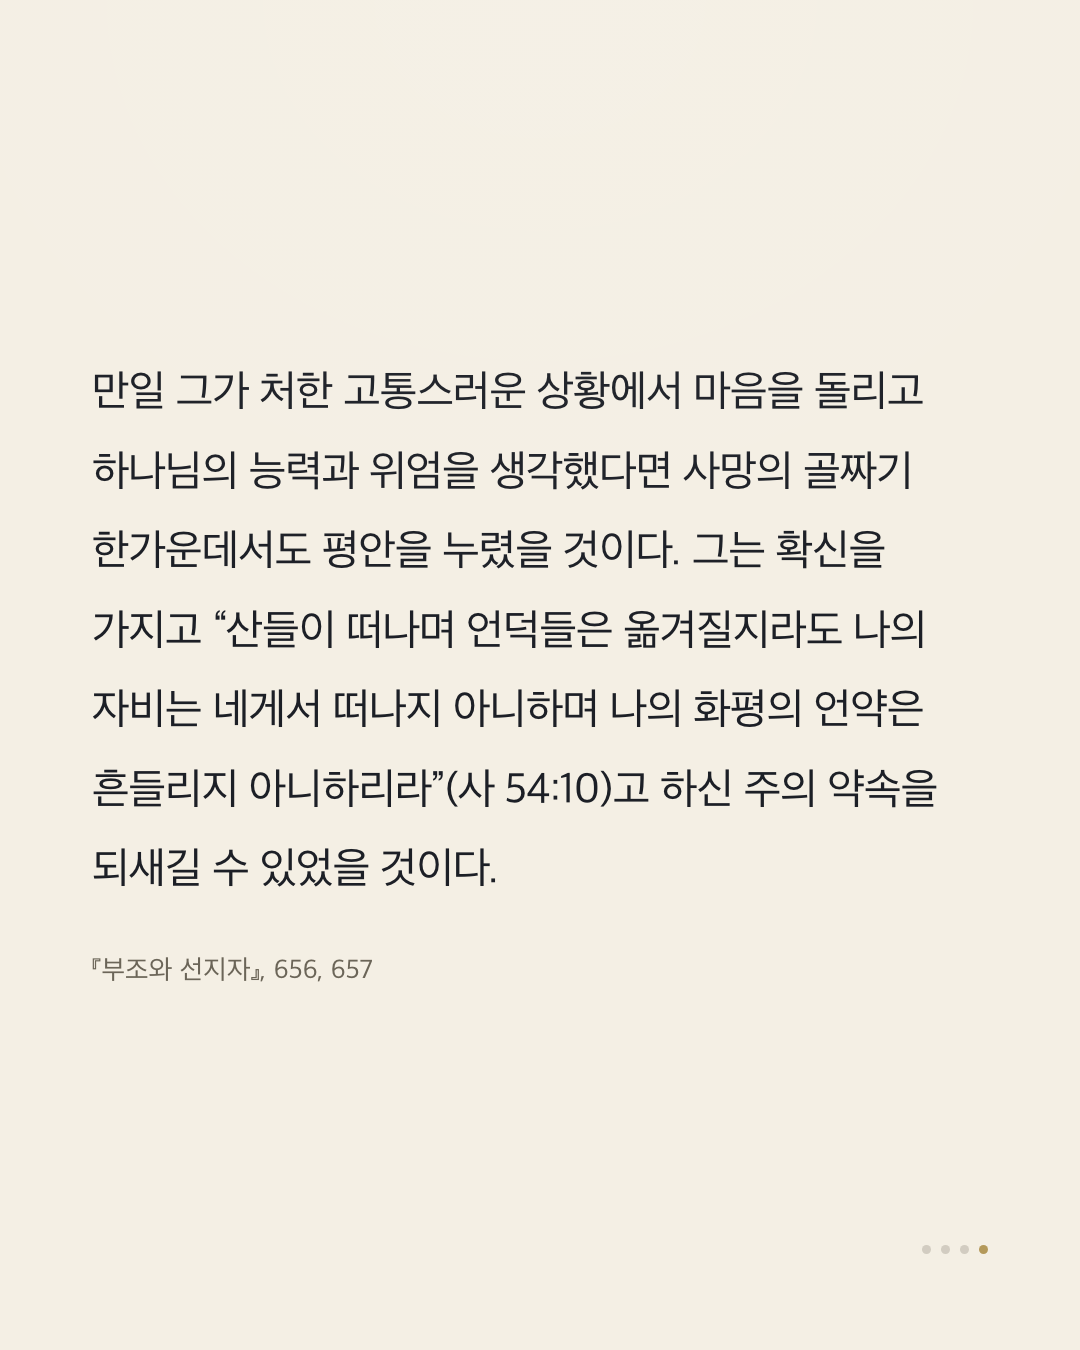 만일 그가 처한 고통스러운 상황에서 마음을 돌리고
하나님의 능력과 위엄을 생각했다면 사망의 골짜기
한가운데서도 평안을 누렸을 것이다. 그는 확신을
가지고 “산들이 떠나며 언덕들은 옮겨질지라도 나의
자비는 네게서 떠나지 아니하며 나의 화평의 언약은
흔들리지 아니하리라”(사 54:10)고 하신 주의 약속을
되새길 수 있었을 것이다.
『부조와 선지자』, 656, 657